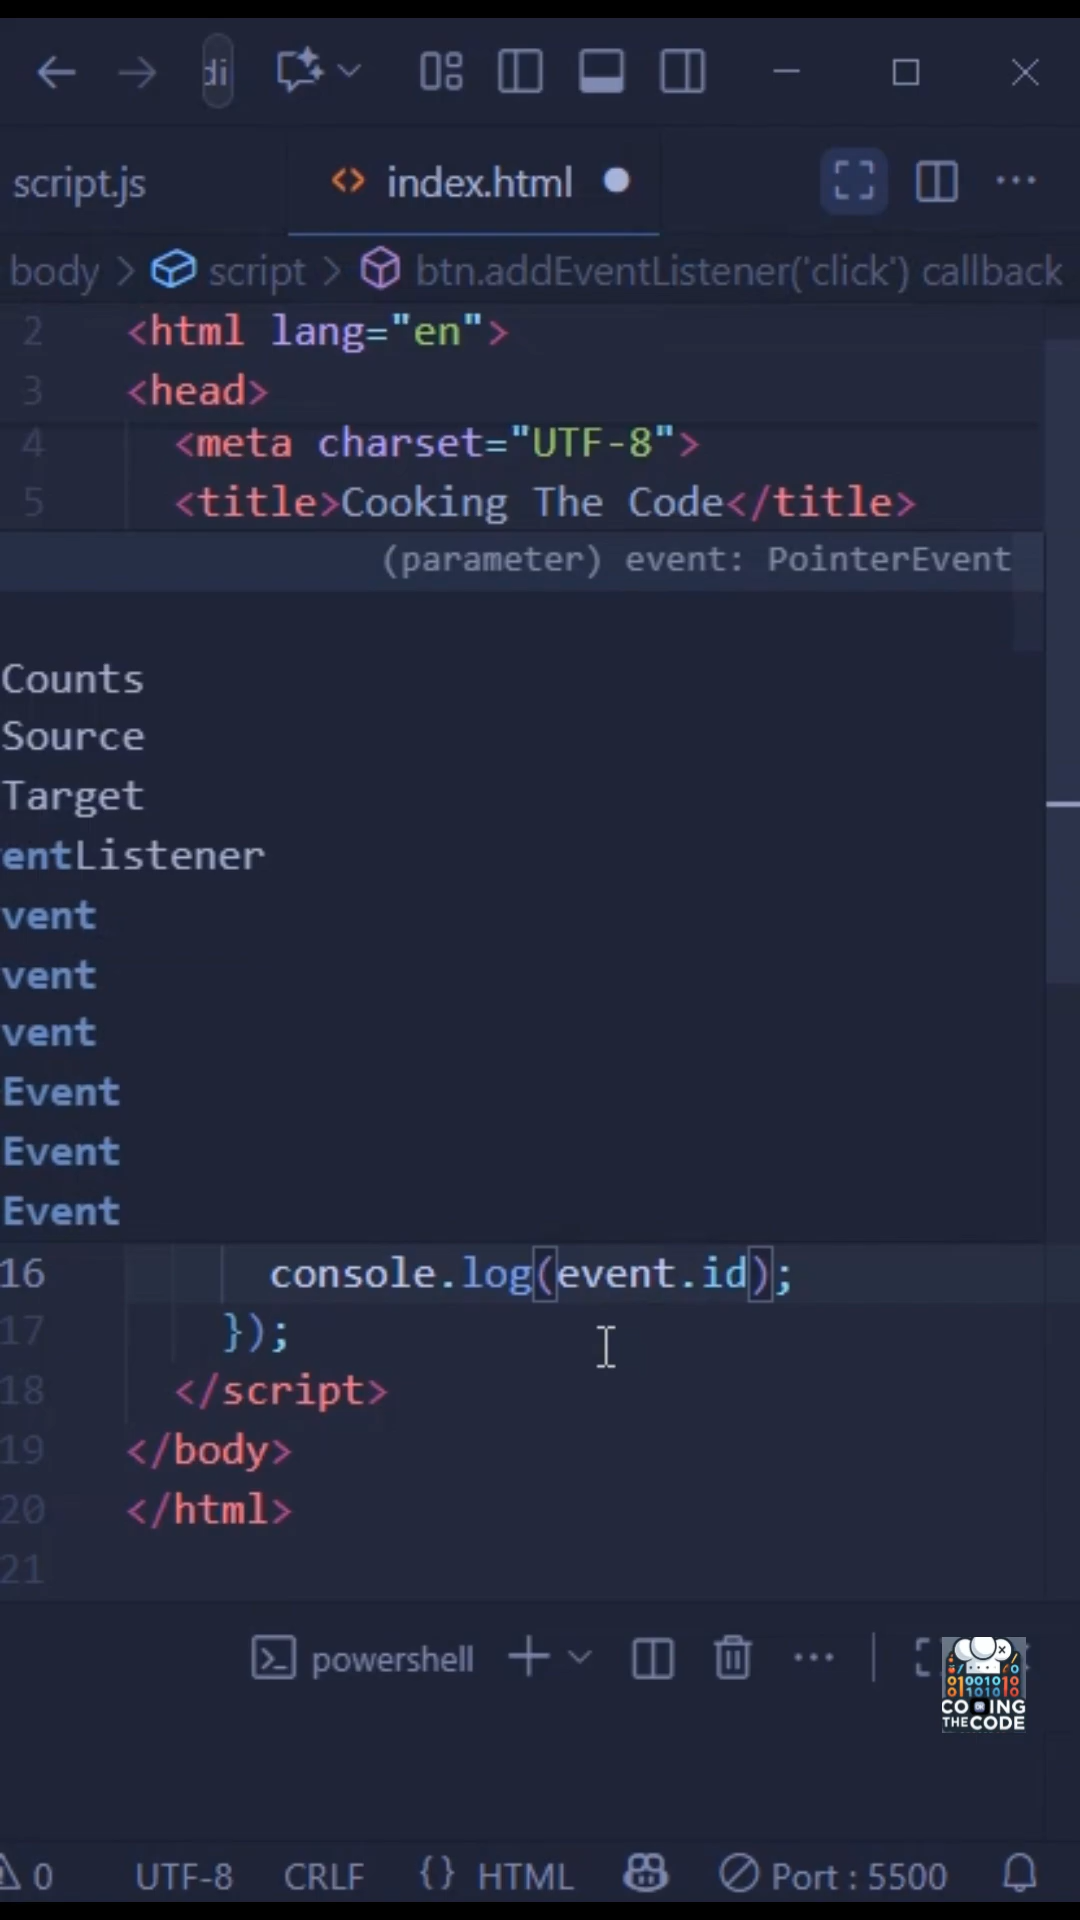 di
script.js
index.html
body > script > btn.addEventListener('click') callback
2 <html lang="en">
3 <head>
4 <meta charset="UTF-8">
5 <title>Cooking The Code</title>
(parameter) event: PointerEvent
Counts
Source
Target
entListener
vent
vent
vent
Event
Event
Event
16 console.log(event.id);
17 });
18 </script>
19 </body>
20 </html>
21
powershell
01001010
101010
CO ING
THE CODE
0 UTF-8 CRLF {} HTML Port : 5500